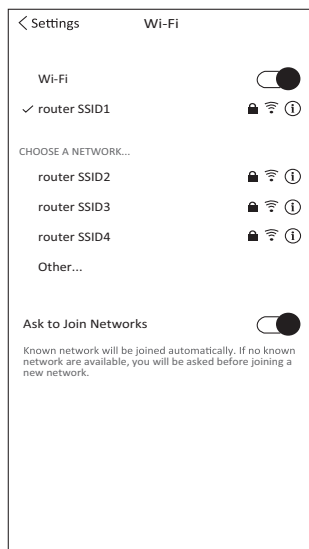 Settings Wi-Fi
Wi-Fi
router SSID1
CHOOSE A NETWORK...
router SSID2
router SSID3
router SSID4
Other...
Ask to Join Networks
Known network will be joined automatically. If no known
network are available, you will be asked before joining a
new network.